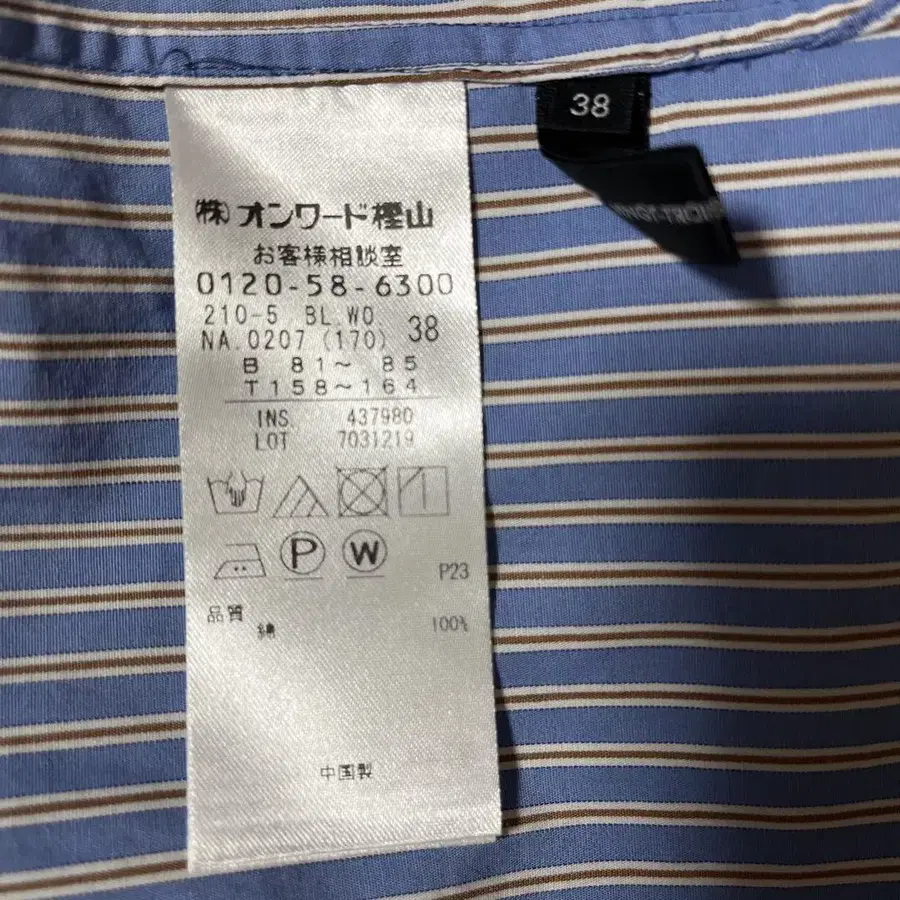 38
(株)オンワード樫山
お客様相談室
0120-58-6300
210-5 BL.WO
NA.0207 (170) 38
B 81〜 85
T158〜164
INS. 437980
LOT 7031219
P
W
P23
品質
綿 100%
中国製